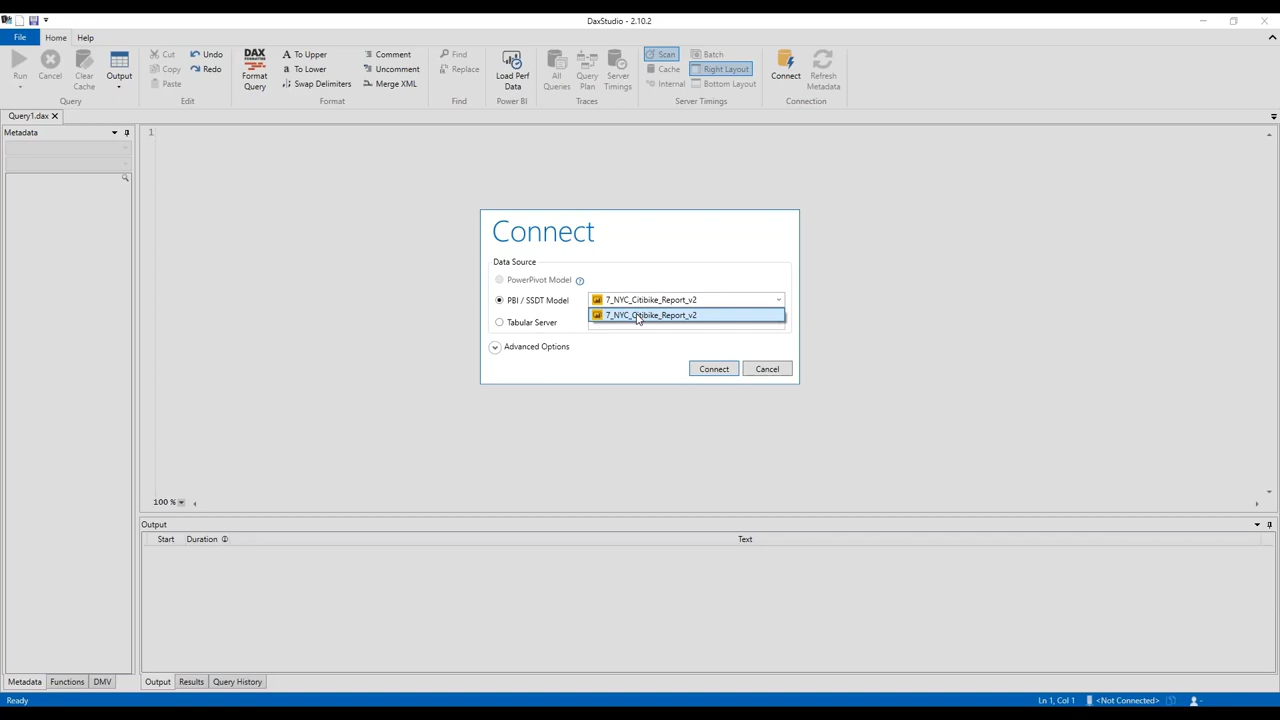 DaxStudio - 2.10.2
File Home Help
Run
Cancel
Clear Cache
Output
Query
Cut
Copy
Paste
Undo
Redo
Edit
DAX FORMATTER
Format Query
To Upper
To Lower
Swap Delimiters
Comment
Uncomment
Merge XML
Format
Find
Replace
Find
Load Perf Data
Power BI
All Queries
Query Plan
Server Timings
Traces
Scan
Cache
Internal
Batch
Right Layout
Bottom Layout
Server Timings
Connect
Refresh Metadata
Connection
Query1.dax
Metadata
1
Connect
Data Source
PowerPivot Model
PBI / SSDT Model 7_NYC_Citibike_Report_v2
7_NYC_Citibike_Report_v2
Tabular Server
Advanced Options
Connect Cancel
100 %
Output
Start Duration Text
Metadata Functions DMV Output Results Query History
Ready Ln 1, Col 1 <Not Connected> -